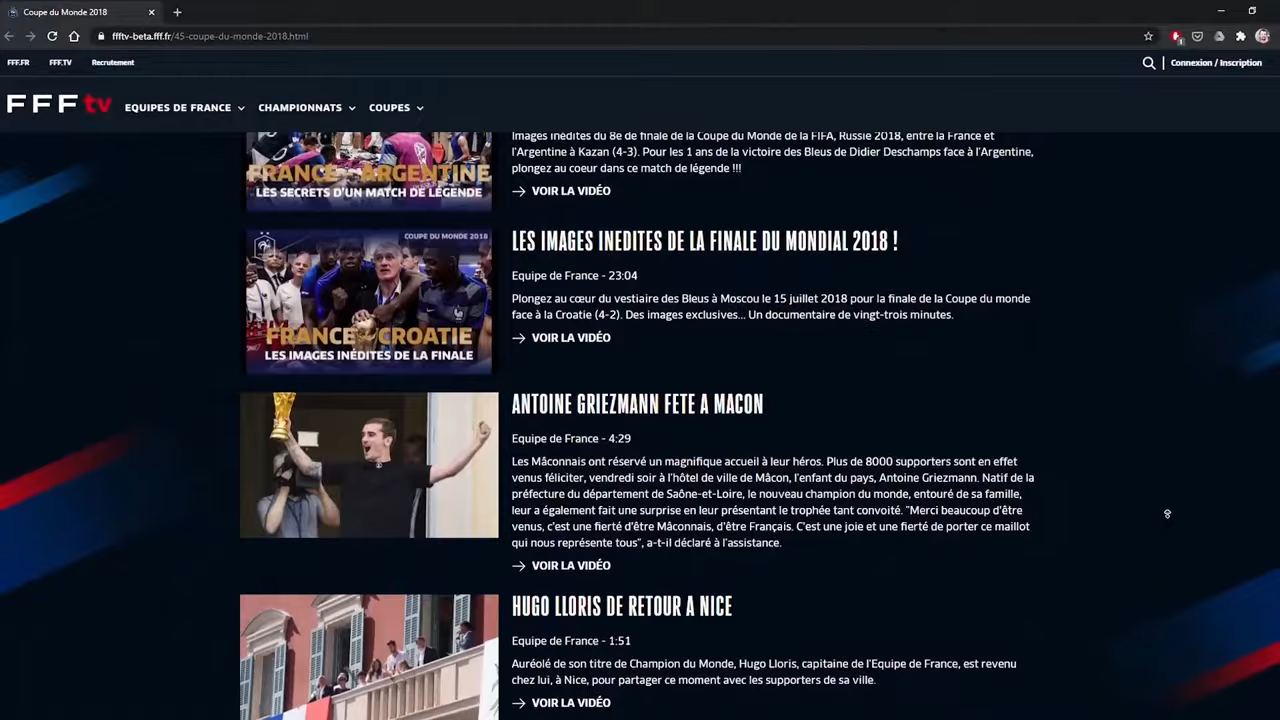 Coupe du Monde 2018
ffftv-beta.fff.fr/45-coupe-du-monde-2018.html
FFF.FR FFF.TV Recrutement
Connexion / Inscription
FFFtv EQUIPES DE FRANCE CHAMPIONNATS COUPES
FRANCE - ARGENTINE
LES SECRETS D'UN MATCH DE LÉGENDE
Images inédites du 8e de finale de la Coupe du Monde de la FIFA, Russie 2018, entre la France et
l'Argentine à Kazan (4-3). Pour les 1 ans de la victoire des Bleus de Didier Deschamps face à l'Argentine,
plongez au coeur dans ce match de légende !!!
VOIR LA VIDÉO
COUPE DU MONDE 2018
FRANCE - CROATIE
LES IMAGES INÉDITES DE LA FINALE
LES IMAGES INEDITES DE LA FINALE DU MONDIAL 2018 !
Equipe de France - 23:04
Plongez au cœur du vestiaire des Bleus à Moscou le 15 juillet 2018 pour la finale de la Coupe du monde
face à la Croatie (4-2). Des images exclusives... Un documentaire de vingt-trois minutes.
VOIR LA VIDÉO
ANTOINE GRIEZMANN FETE A MACON
Equipe de France - 4:29
Les Mâconnais ont réservé un magnifique accueil à leur héros. Plus de 8000 supporters sont en effet
venus féliciter, vendredi soir à l'hôtel de ville de Mâcon, l'enfant du pays, Antoine Griezmann. Natif de la
préfecture du département de Saône-et-Loire, le nouveau champion du monde, entouré de sa famille,
leur a également fait une surprise en leur présentant le trophée tant convoité. "Merci beaucoup d'être
venus, c'est une fierté d'être Mâconnais, d'être Français. C'est une joie et une fierté de porter ce maillot
qui nous représente tous", a-t-il déclaré à l'assistance.
VOIR LA VIDÉO
HUGO LLORIS DE RETOUR A NICE
Equipe de France - 1:51
Auréolé de son titre de Champion du Monde, Hugo Lloris, capitaine de l'Equipe de France, est revenu
chez lui, à Nice, pour partager ce moment avec les supporters de sa ville.
VOIR LA VIDÉO